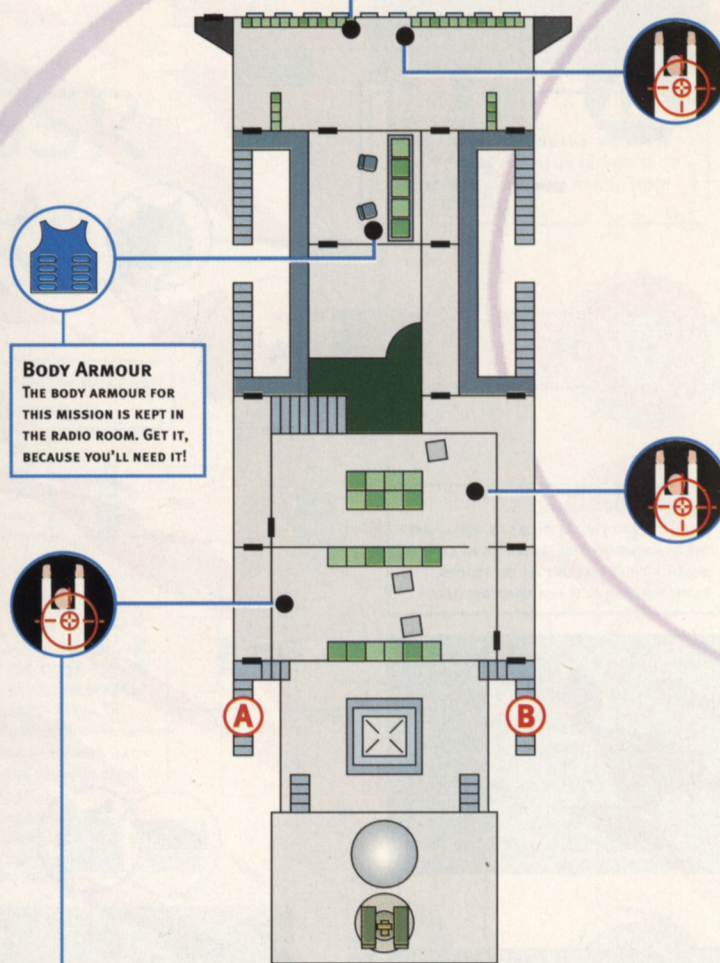 Body Armour
The body armour for
this mission is kept in
the radio room. Get it,
because you'll need it!
A
B